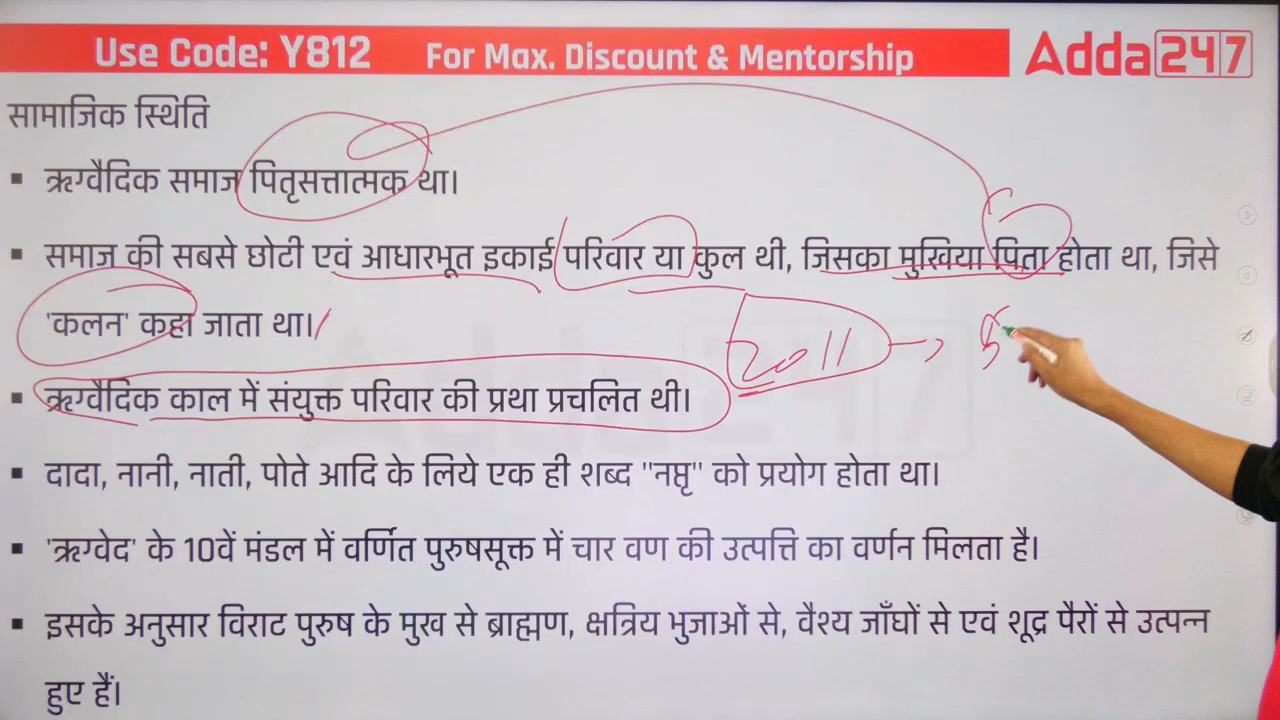 Use Code: Y812 For Max. Discount & Mentorship Adda247
सामाजिक स्थिति
▪ ऋग्वैदिक समाज पितृसत्तात्मक था।
▪ समाज की सबसे छोटी एवं आधारभूत इकाई परिवार या कुल थी, जिसका मुखिया पिता होता था, जिसे
'कलन' कहा जाता था।
2011 → 5
▪ ऋग्वैदिक काल में संयुक्त परिवार की प्रथा प्रचलित थी।
▪ दादा, नानी, नाती, पोते आदि के लिये एक ही शब्द "नप्तृ" को प्रयोग होता था।
▪ 'ऋग्वेद' के 10वें मंडल में वर्णित पुरुषसूक्त में चार वण की उत्पत्ति का वर्णन मिलता है।
▪ इसके अनुसार विराट पुरुष के मुख से ब्राह्मण, क्षत्रिय भुजाओं से, वैश्य जाँघों से एवं शूद्र पैरों से उत्पन्न
हुए हैं।